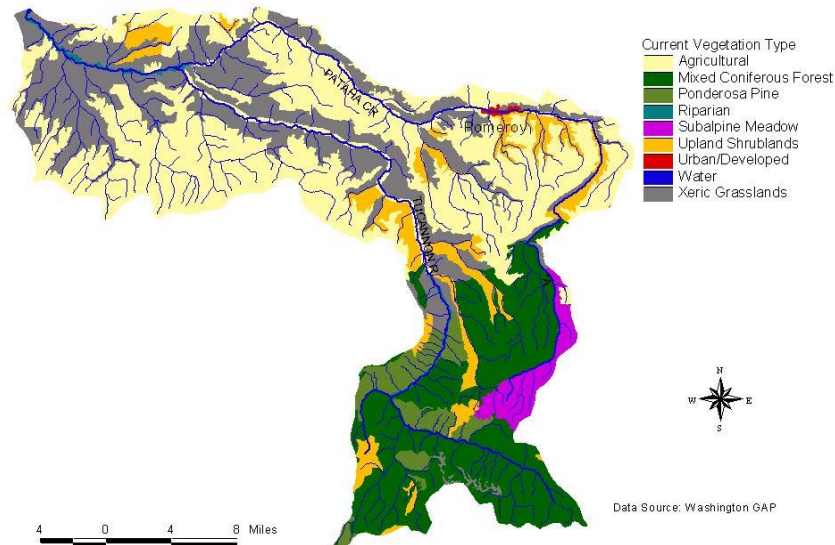 Current Vegetation Type
Agricultural
Mixed Coniferous Forest
Ponderosa Pine
Riparian
Subalpine Meadow
Upland Shrublands
Urban/Developed
Water
Xeric Grasslands
PATAHA CR
Pomeroy
TUCANNON R
N
W E
S
Data Source: Washington GAP
4 0 4 8 Miles